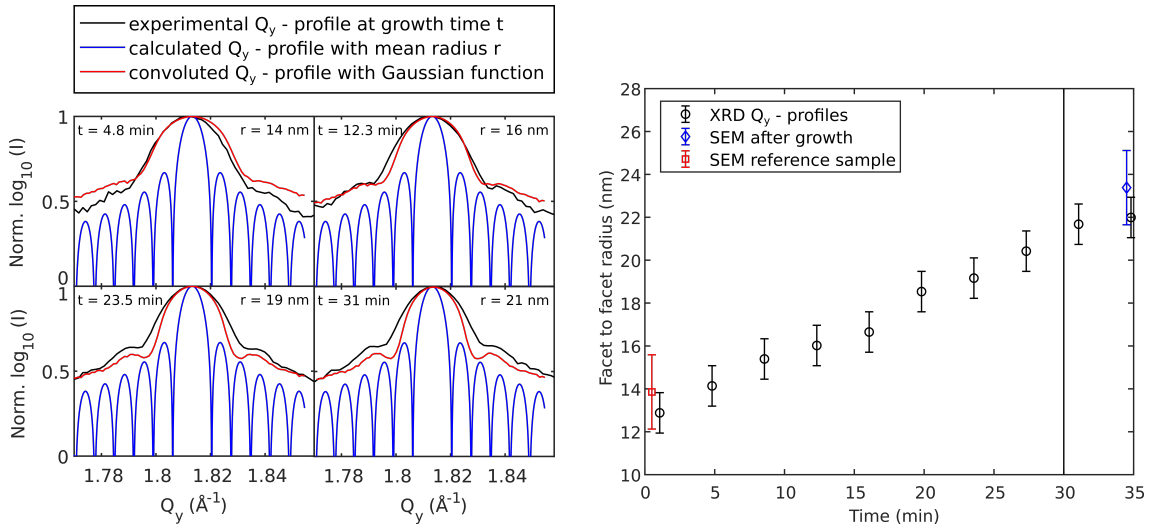 experimental Qy - profile at growth time t
calculated Qy - profile with mean radius r
convoluted Qy - profile with Gaussian function
t = 4.8 min r = 14 nm
t = 12.3 min r = 16 nm
t = 23.5 min r = 19 nm
t = 31 min r = 21 nm
1
0.5
0
Norm. log10 (I)
1
0.5
0
Norm. log10 (I)
1.78 1.8 1.82 1.84
1.78 1.8 1.82 1.84
Qy (Å-1)
Qy (Å-1)
XRD Qy - profiles
SEM after growth
SEM reference sample
28
26
24
22
20
18
16
14
12
10
Facet to facet radius (nm)
0 5 10 15 20 25 30 35
Time (min)